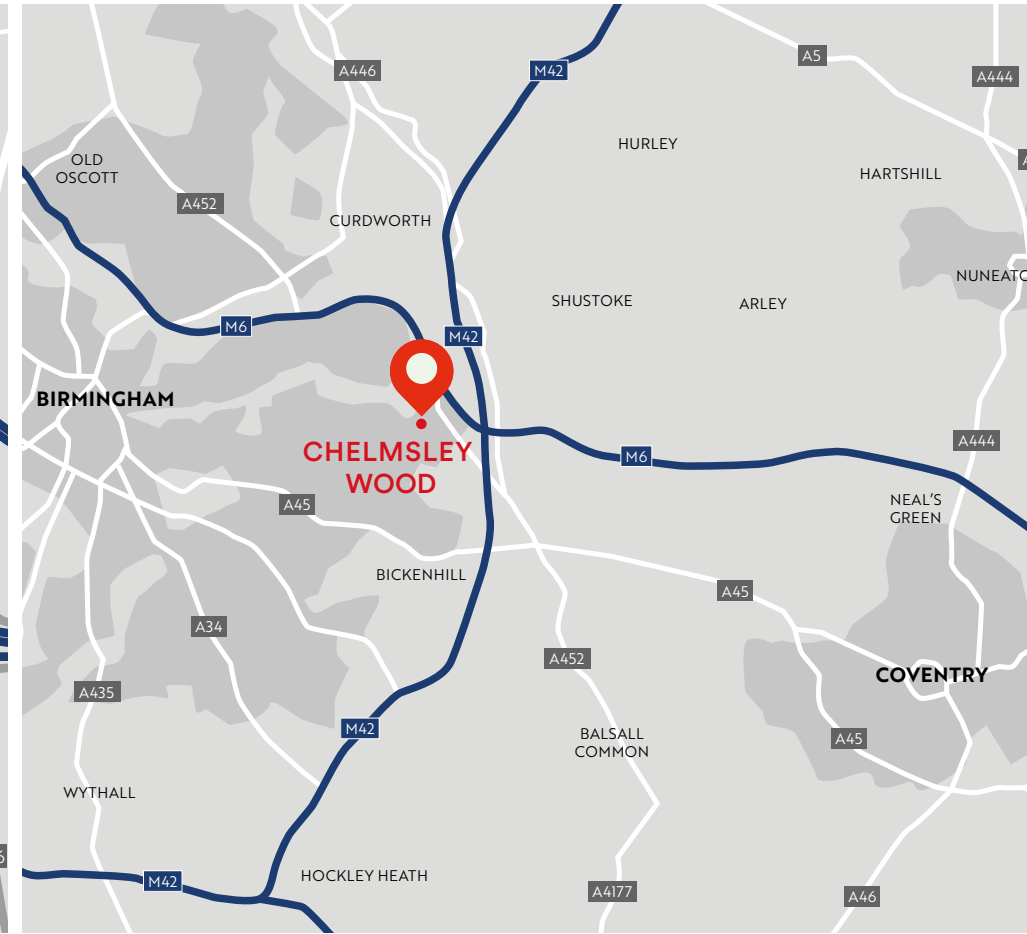 A5
M42
A446
A444
HURLEY
OLD
OSCOTT
HARTSHILL
A452
CURDWORTH
SHUSTOKE
ARLEY
M6
M42
BIRMINGHAM
CHELMSLEY
WOOD
A444
M6
A45
NEAL'S
GREEN
BICKENHILL
A45
A34
A452
COVENTRY
A435
M42
BALSALL
COMMON
A45
WYTHALL
HOCKLEY HEATH
M42
A4177
A46